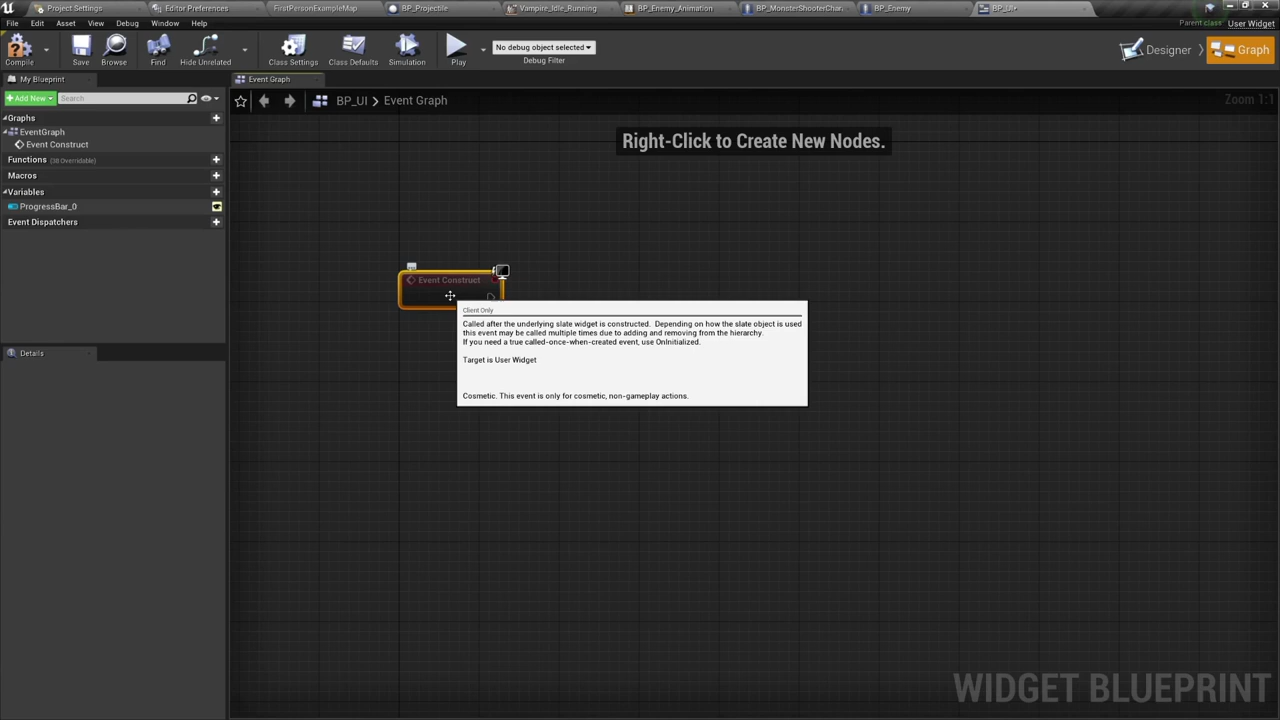 Project Settings
Editor Preferences
FirstPersonExampleMap
BP_Projectile
Vampire_Idle_Running
BP_Enemy_Animation
BP_MonsterShooterChar
BP_Enemy
BP_UI•
File
Edit
Asset
View
Debug
Window
Help
Parent class:
User Widget
Compile
Save
Browse
Find
Hide Unrelated
Class Settings
Class Defaults
Simulation
Play
No debug object selected
Debug Filter
Designer
Graph
My Blueprint
Event Graph
+Add New
Search
BP_UI > Event Graph
Zoom 1:1
Graphs
EventGraph
Event Construct
Functions (38 Overridable)
Macros
Variables
ProgressBar_0
Event Dispatchers
Details
Right-Click to Create New Nodes.
Event Construct
Client Only
Called after the underlying slate widget is constructed. Depending on how the slate object is used
this event may be called multiple times due to adding and removing from the hierarchy.
If you need a true called-once-when-created event, use OnInitialized.
Target is User Widget
Cosmetic. This event is only for cosmetic, non-gameplay actions.
WIDGET BLUEPRINT